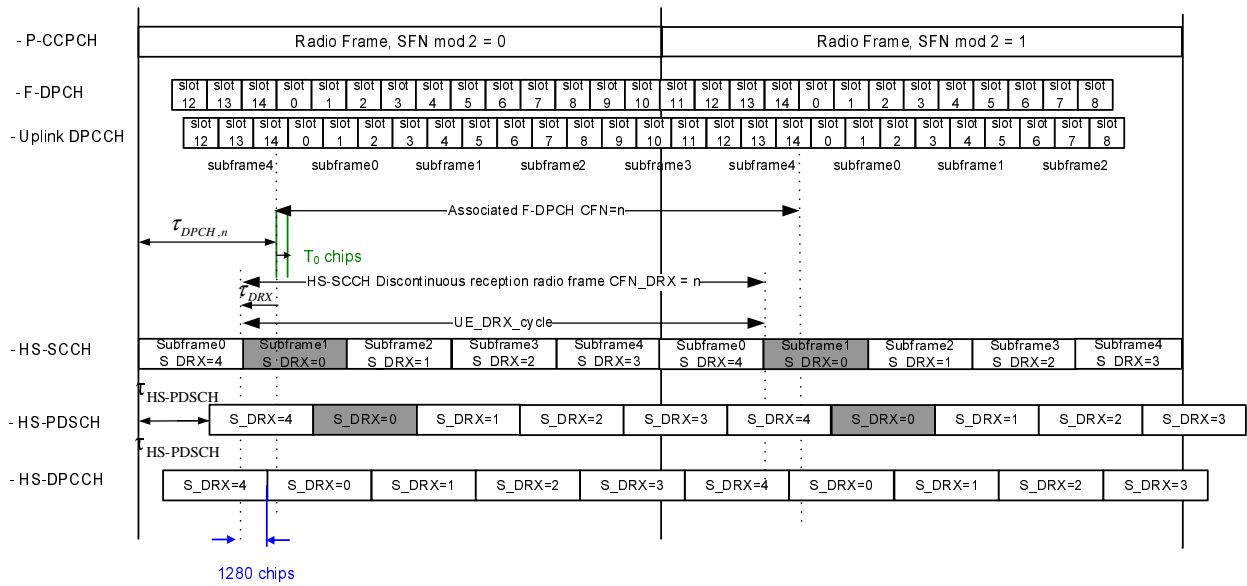 - P-CCPCH
Radio Frame, SFN mod 2 = 0
Radio Frame, SFN mod 2 = 1
- F-DPCH
slot 12 slot 13 slot 14 slot 0 slot 1 slot 2 slot 3 slot 4 slot 5 slot 6 slot 7 slot 8 slot 9 slot 10 slot 11 slot 12 slot 13 slot 14 slot 0 slot 1 slot 2 slot 3 slot 4 slot 5 slot 6 slot 7 slot 8
- Uplink DPCCH
slot 12 slot 13 slot 14 slot 0 slot 1 slot 2 slot 3 slot 4 slot 5 slot 6 slot 7 slot 8 slot 9 slot 10 slot 11 slot 12 slot 13 slot 14 slot 0 slot 1 slot 2 slot 3 slot 4 slot 5 slot 6 slot 7 slot 8
subframe4 subframe0 subframe1 subframe2 subframe3 subframe4 subframe0 subframe1 subframe2
Associated F-DPCH CFN=n
τDPCH,n
T0 chips
HS-SCCH Discontinuous reception radio frame CFN_DRX = n
τDRX
UE_DRX_cycle
- HS-SCCH
Subframe0 Subframe1 Subframe2 Subframe3 Subframe4 Subframe0 Subframe1 Subframe2 Subframe3 Subframe4
S_DRX=4 S_DRX=0 S_DRX=1 S_DRX=2 S_DRX=3 S_DRX=4 S_DRX=0 S_DRX=1 S_DRX=2 S_DRX=3
τHS-PDSCH
- HS-PDSCH
S_DRX=4 S_DRX=0 S_DRX=1 S_DRX=2 S_DRX=3 S_DRX=4 S_DRX=0 S_DRX=1 S_DRX=2 S_DRX=3
τHS-PDSCH
- HS-DPCCH
S_DRX=4 S_DRX=0 S_DRX=1 S_DRX=2 S_DRX=3 S_DRX=4 S_DRX=0 S_DRX=1 S_DRX=2 S_DRX=3
1280 chips